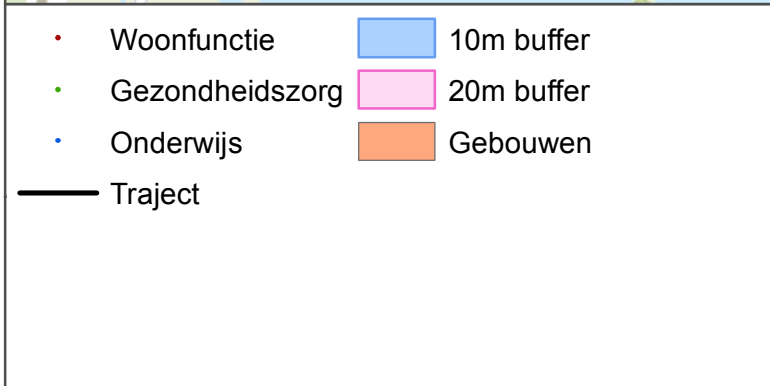 Woonfunctie
Gezondheidszorg
Onderwijs
Traject
10m buffer
20m buffer
Gebouwen